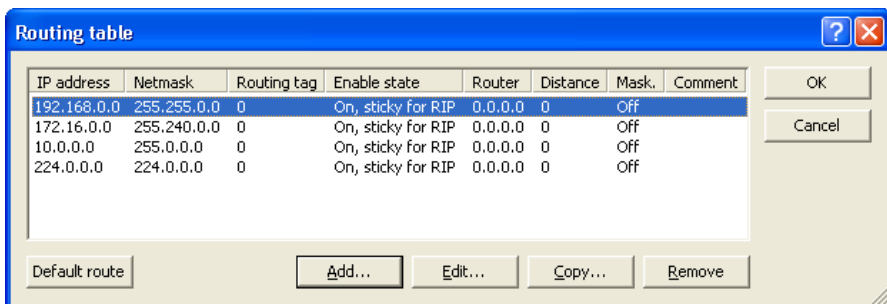 Routing table
IP address Netmask Routing tag Enable state Router Distance Mask. Comment
192.168.0.0 255.255.0.0 0 On, sticky for RIP 0.0.0.0 0 Off
172.16.0.0 255.240.0.0 0 On, sticky for RIP 0.0.0.0 0 Off
10.0.0.0 255.0.0.0 0 On, sticky for RIP 0.0.0.0 0 Off
224.0.0.0 224.0.0.0 0 On, sticky for RIP 0.0.0.0 0 Off
OK
Cancel
Default route Add... Edit... Copy... Remove